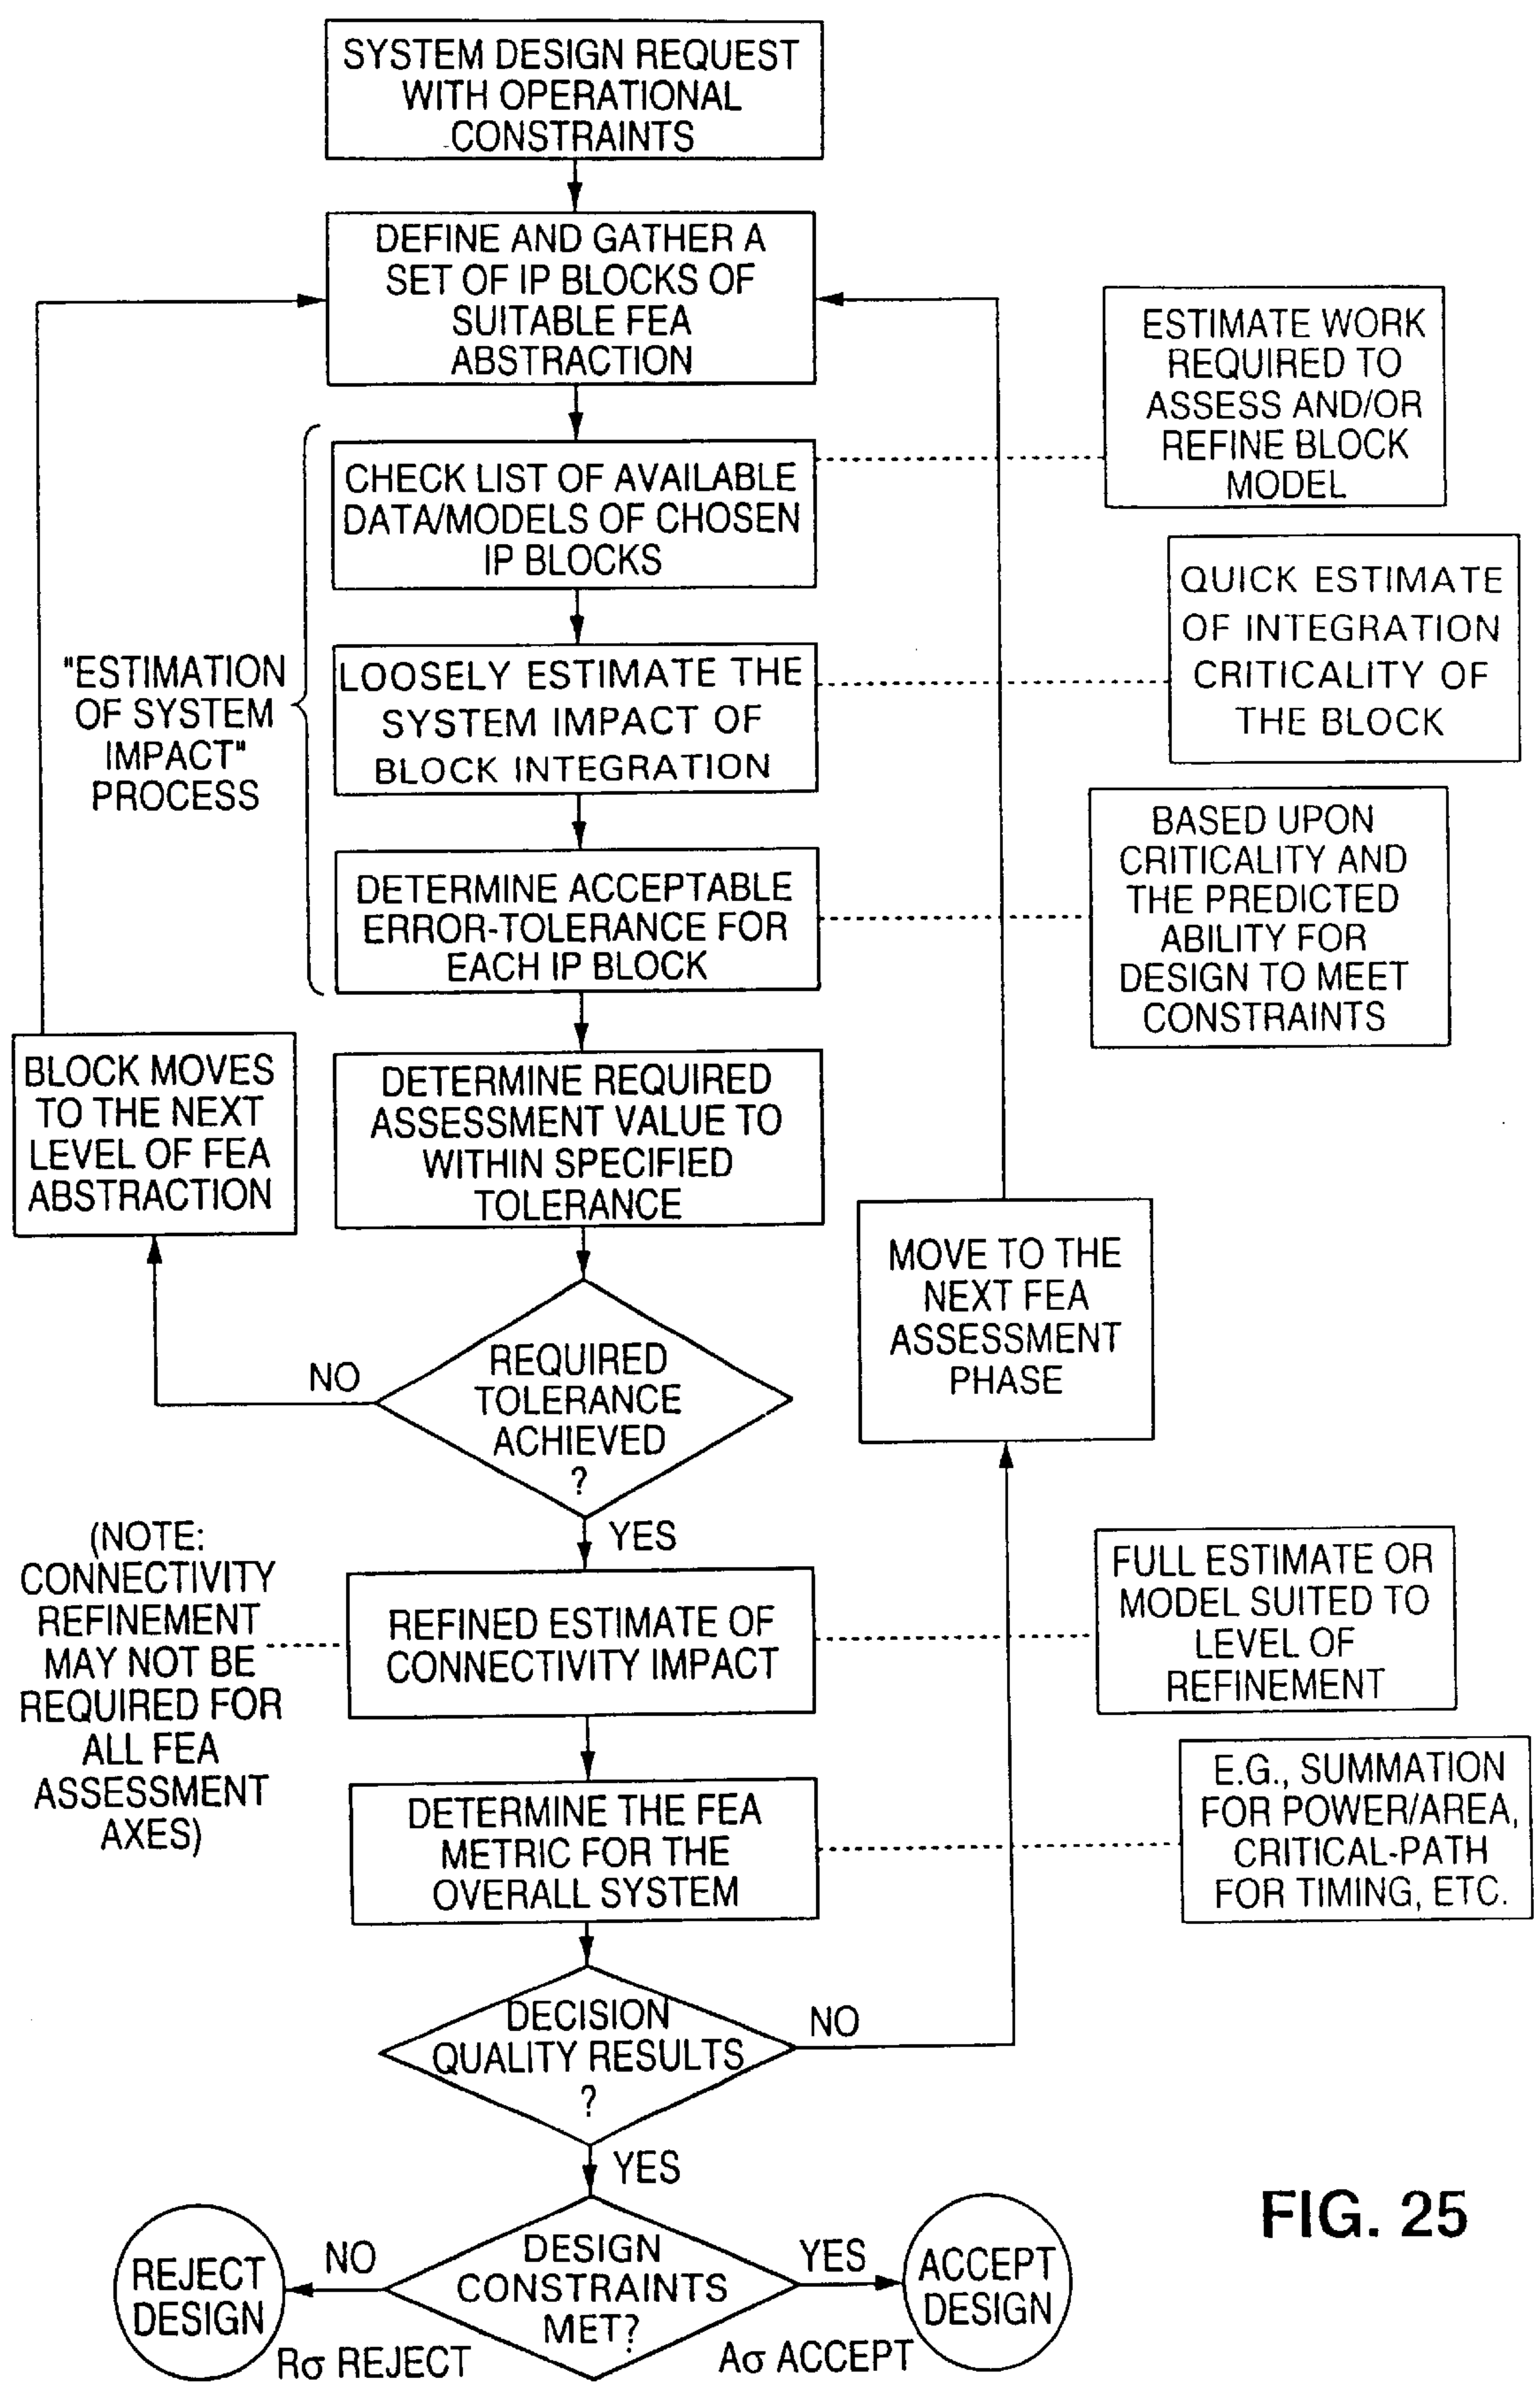 SYSTEM DESIGN REQUEST
WITH OPERATIONAL
CONSTRAINTS
DEFINE AND GATHER A
SET OF IP BLOCKS OF
SUITABLE FEA
ABSTRACTION
ESTIMATE WORK
REQUIRED TO
ASSESS AND/OR
REFINE BLOCK
MODEL
CHECK LIST OF AVAILABLE
DATA/MODELS OF CHOSEN
IP BLOCKS
QUICK ESTIMATE
OF INTEGRATION
CRITICALITY OF
THE BLOCK
"ESTIMATION
OF SYSTEM
IMPACT"
PROCESS
LOOSELY ESTIMATE THE
SYSTEM IMPACT OF
BLOCK INTEGRATION
BASED UPON
CRITICALITY AND
THE PREDICTED
ABILITY FOR
DESIGN TO MEET
CONSTRAINTS
DETERMINE ACCEPTABLE
ERROR-TOLERANCE FOR
EACH IP BLOCK
BLOCK MOVES
TO THE NEXT
LEVEL OF FEA
ABSTRACTION
DETERMINE REQUIRED
ASSESSMENT VALUE TO
WITHIN SPECIFIED
TOLERANCE
MOVE TO THE
NEXT FEA
ASSESSMENT
PHASE
NO
REQUIRED
TOLERANCE
ACHIEVED
?
YES
(NOTE:
CONNECTIVITY
REFINEMENT
MAY NOT BE
REQUIRED FOR
ALL FEA
ASSESSMENT
AXES)
REFINED ESTIMATE OF
CONNECTIVITY IMPACT
FULL ESTIMATE OR
MODEL SUITED TO
LEVEL OF
REFINEMENT
DETERMINE THE FEA
METRIC FOR THE
OVERALL SYSTEM
E.G., SUMMATION
FOR POWER/AREA,
CRITICAL-PATH
FOR TIMING, ETC.
DECISION
QUALITY RESULTS
?
NO
YES
REJECT
DESIGN
NO
DESIGN
CONSTRAINTS
MET?
YES
ACCEPT
DESIGN
Rσ REJECT
Aσ ACCEPT
FIG. 25